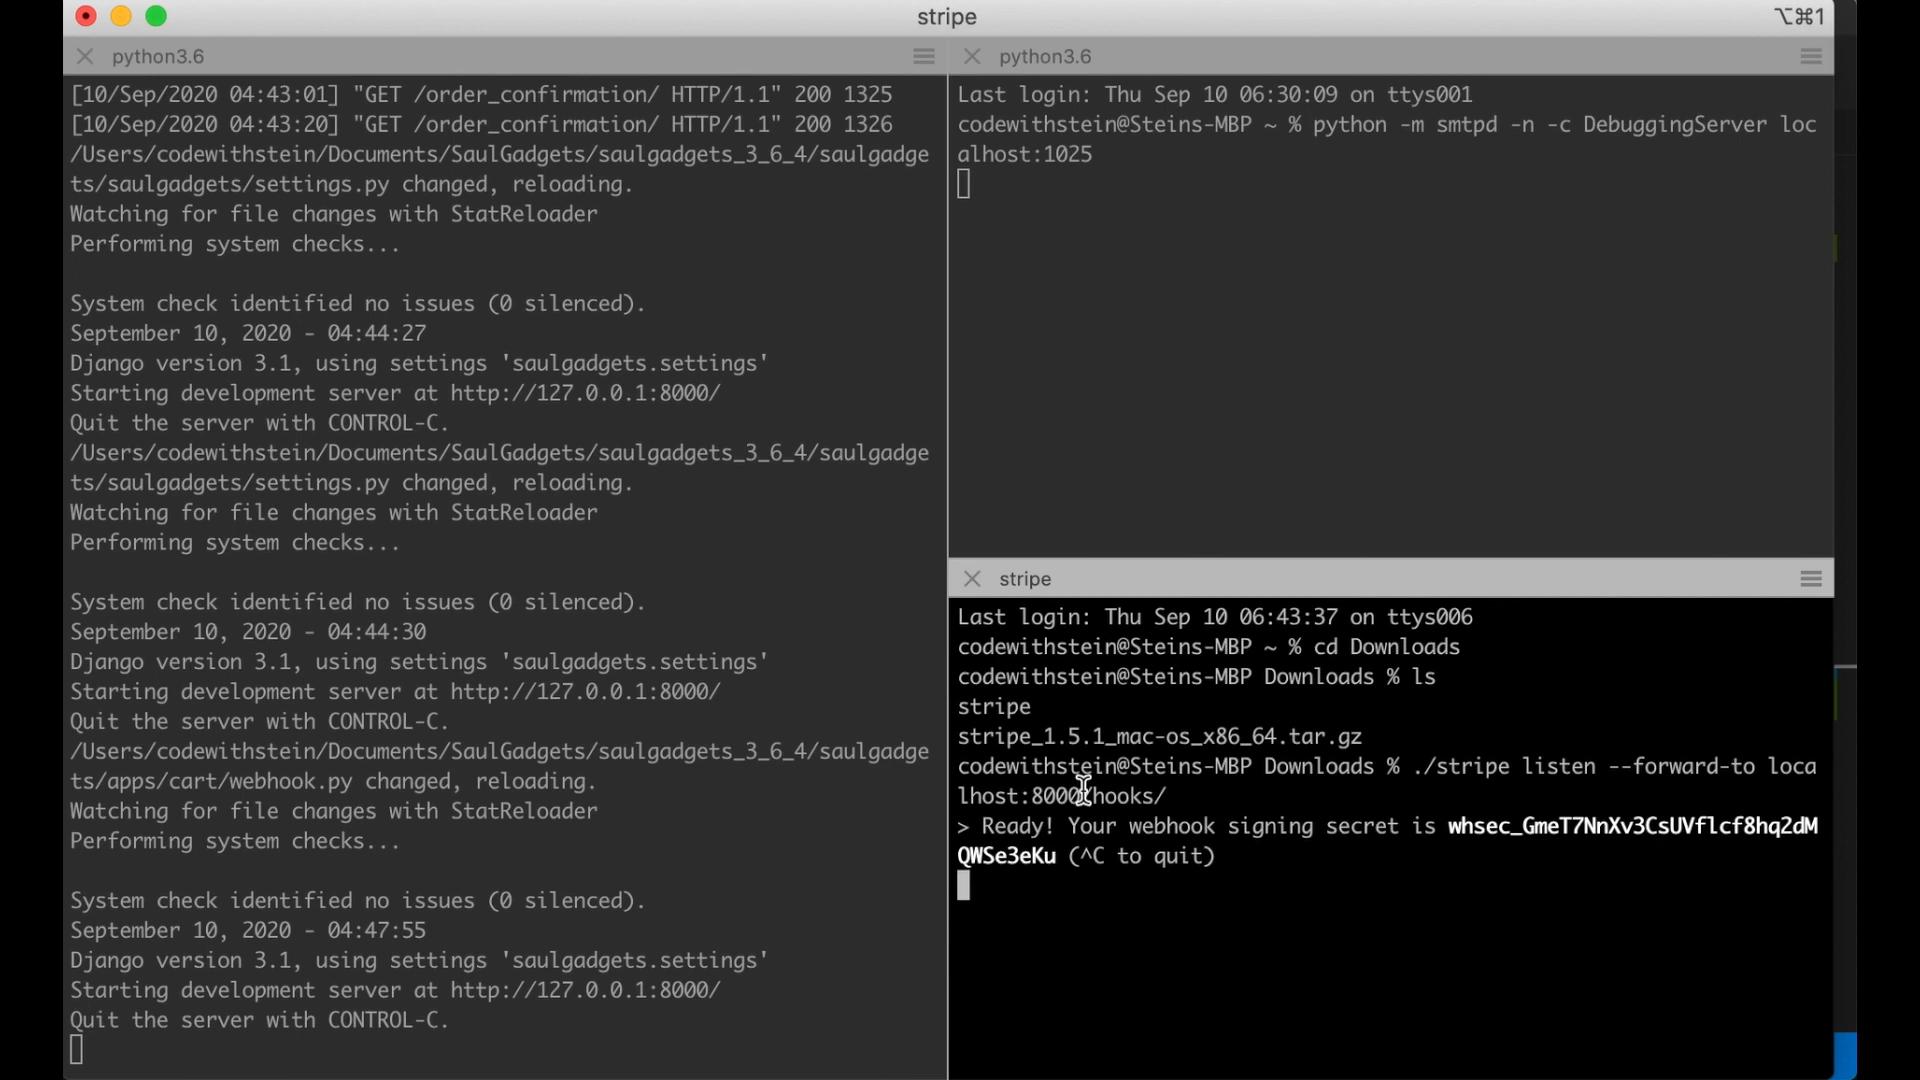 stripe
⌥⌘1
python3.6
[10/Sep/2020 04:43:01] "GET /order_confirmation/ HTTP/1.1" 200 1325
[10/Sep/2020 04:43:20] "GET /order_confirmation/ HTTP/1.1" 200 1326
/Users/codewithstein/Documents/SaulGadgets/saulgadgets_3_6_4/saulgadge
ts/saulgadgets/settings.py changed, reloading.
Watching for file changes with StatReloader
Performing system checks...
System check identified no issues (0 silenced).
September 10, 2020 - 04:44:27
Django version 3.1, using settings 'saulgadgets.settings'
Starting development server at http://127.0.0.1:8000/
Quit the server with CONTROL-C.
/Users/codewithstein/Documents/SaulGadgets/saulgadgets_3_6_4/saulgadge
ts/saulgadgets/settings.py changed, reloading.
Watching for file changes with StatReloader
Performing system checks...
System check identified no issues (0 silenced).
September 10, 2020 - 04:44:30
Django version 3.1, using settings 'saulgadgets.settings'
Starting development server at http://127.0.0.1:8000/
Quit the server with CONTROL-C.
/Users/codewithstein/Documents/SaulGadgets/saulgadgets_3_6_4/saulgadge
ts/apps/cart/webhook.py changed, reloading.
Watching for file changes with StatReloader
Performing system checks...
System check identified no issues (0 silenced).
September 10, 2020 - 04:47:55
Django version 3.1, using settings 'saulgadgets.settings'
Starting development server at http://127.0.0.1:8000/
Quit the server with CONTROL-C.
python3.6
Last login: Thu Sep 10 06:30:09 on ttys001
codewithstein@Steins-MBP ~ % python -m smtpd -n -c DebuggingServer loc
alhost:1025
stripe
Last login: Thu Sep 10 06:43:37 on ttys006
codewithstein@Steins-MBP ~ % cd Downloads
codewithstein@Steins-MBP Downloads % ls
stripe
stripe_1.5.1_mac-os_x86_64.tar.gz
codewithstein@Steins-MBP Downloads % ./stripe listen --forward-to loca
lhost:8000/hooks/
> Ready! Your webhook signing secret is whsec_GmeT7NnXv3CsUVflcf8hq2dM
QWSe3eKu (^C to quit)